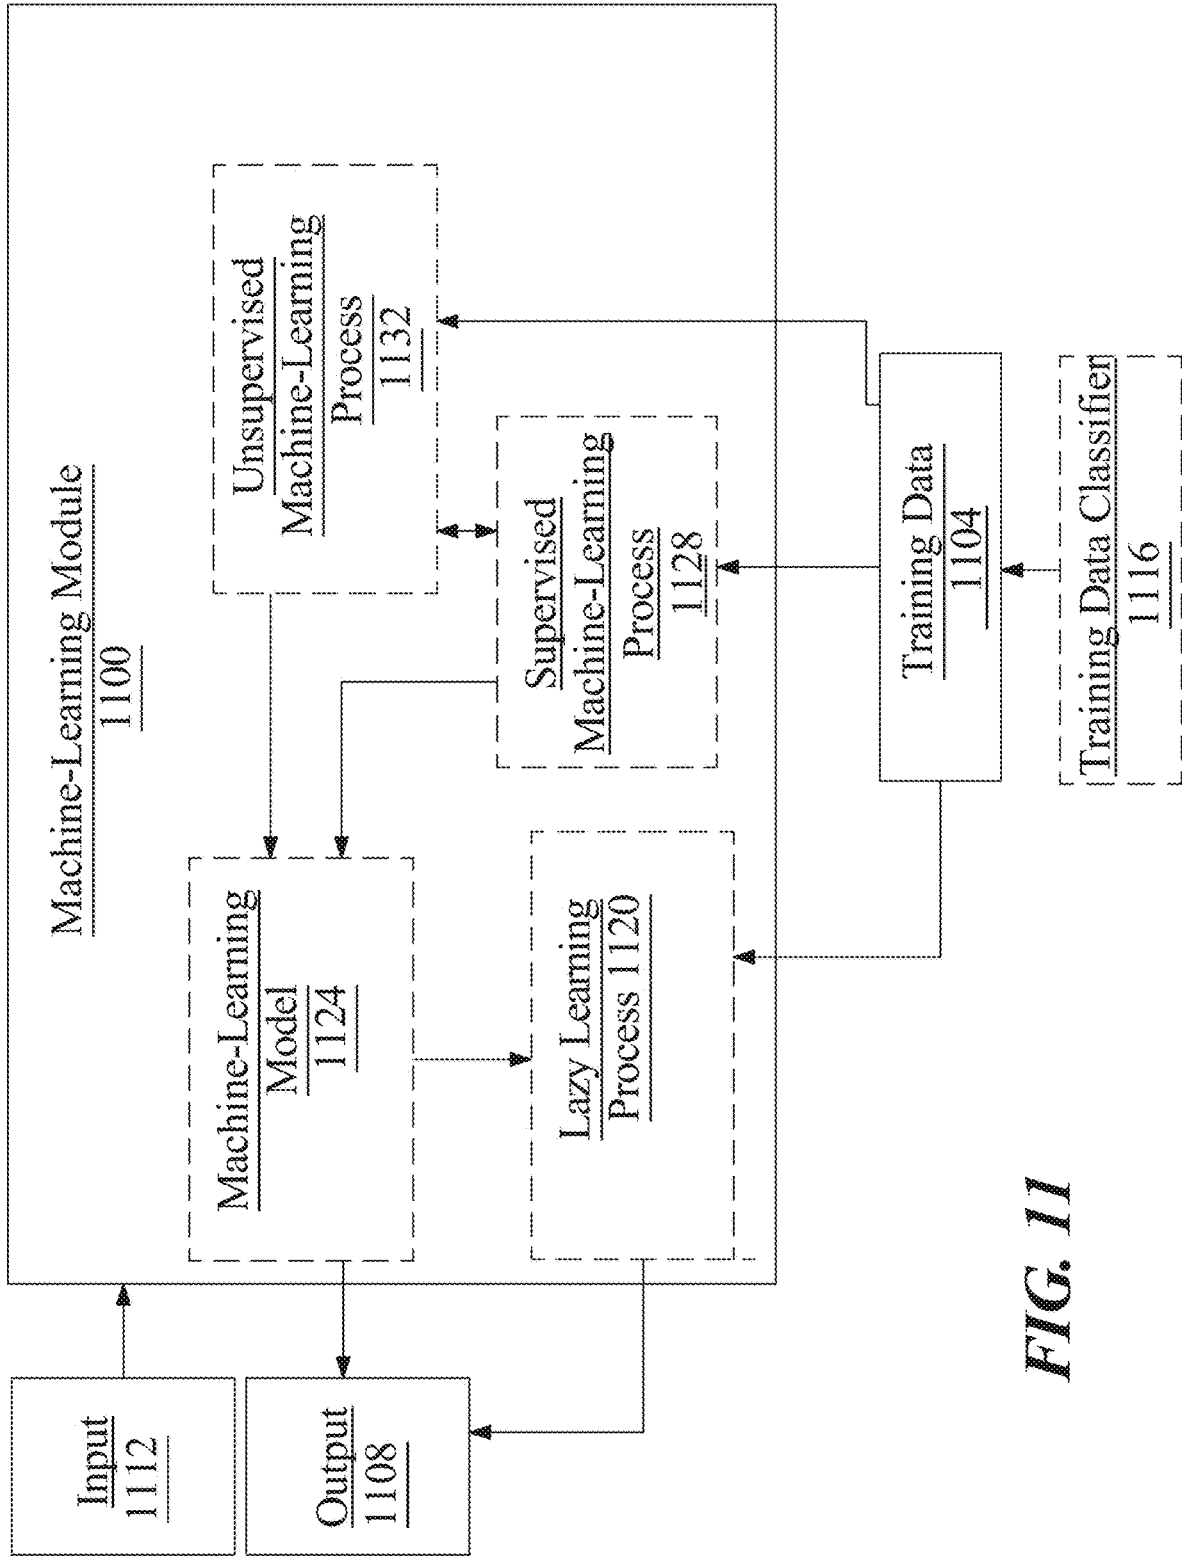 Machine-Learning Module
1100
Unsupervised
Machine-Learning
Process
1132
Supervised
Machine-Learning
Process
1128
Machine-Learning
Model
1124
Lazy Learning
Process 1120
Input
1112
Output
1108
Training Data
1104
Training Data Classifier
1116
FIG. 11